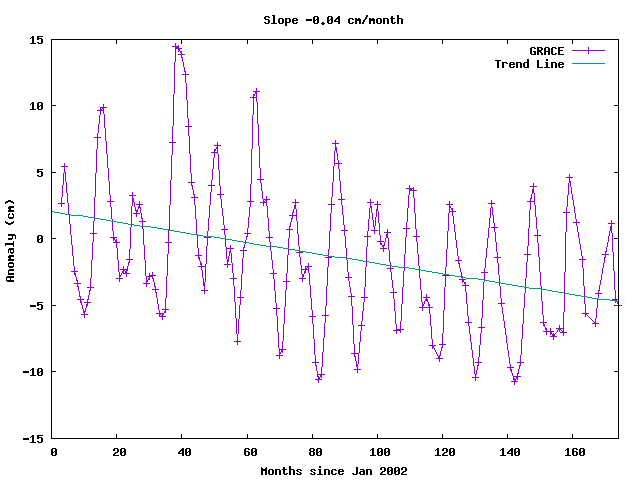 Slope -0.04 cm/month
GRACE
Trend Line
15
10
5
0
-5
-10
-15
Anomaly (cm)
0 20 40 60 80 100 120 140 160
Months since Jan 2002